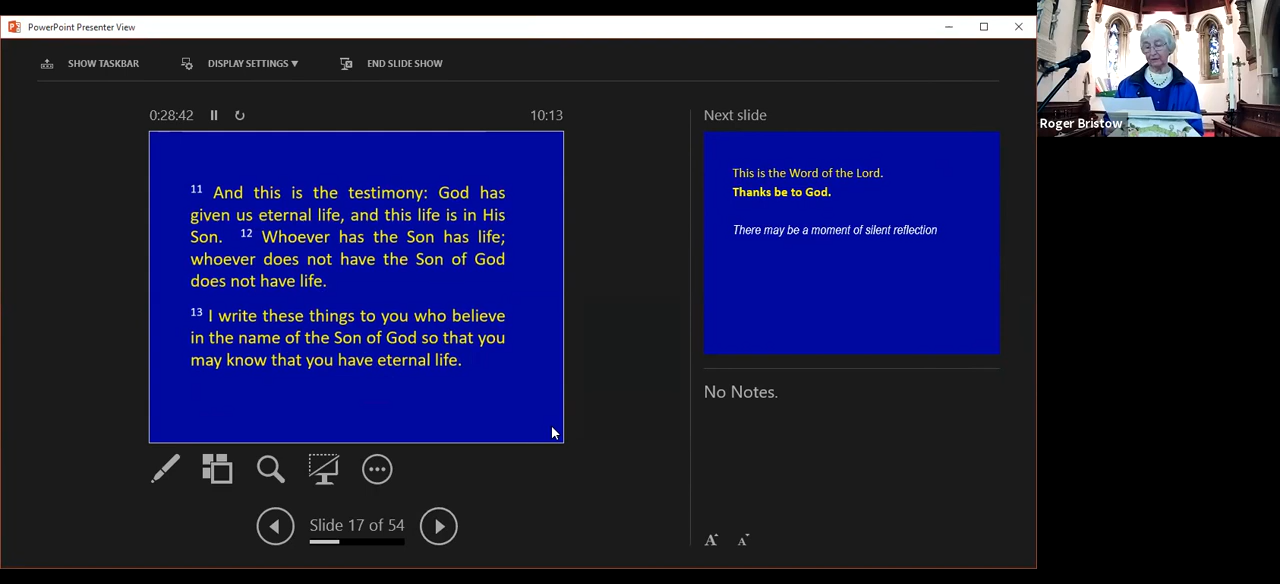 PowerPoint Presenter View
SHOW TASKBAR
DISPLAY SETTINGS ▼
END SLIDE SHOW
0:28:42
10:13
11 And this is the testimony: God has
given us eternal life, and this life is in His
Son. 12 Whoever has the Son has life;
whoever does not have the Son of God
does not have life.
13 I write these things to you who believe
in the name of the Son of God so that you
may know that you have eternal life.
Slide 17 of 54
Next slide
This is the Word of the Lord.
Thanks be to God.
There may be a moment of silent reflection
No Notes.
A A
Roger Bristow